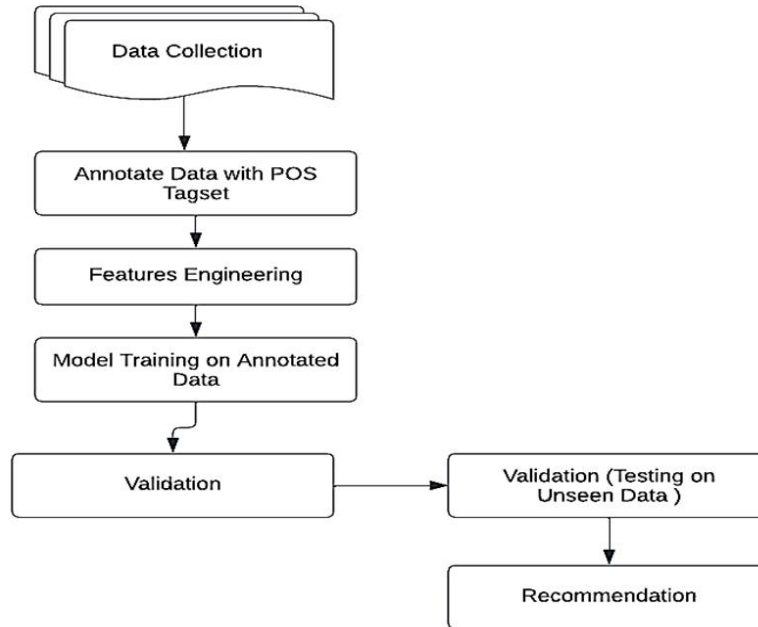 Data Collection
Annotate Data with POS
Tagset
Features Engineering
Model Training on Annotated
Data
Validation
Validation (Testing on
Unseen Data )
Recommendation